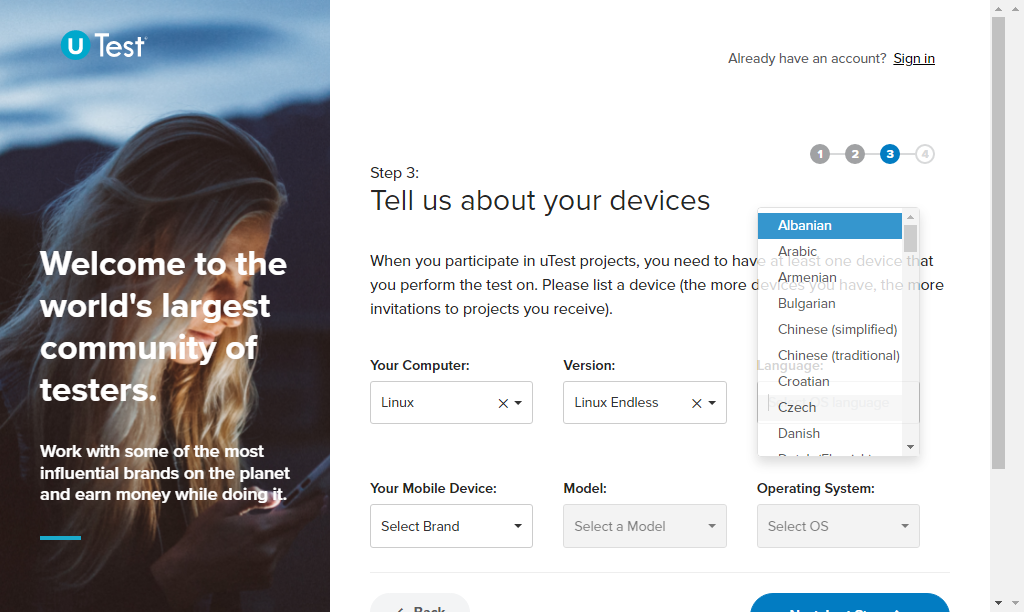 U Test
Already have an account? Sign in
1 2 3 4
Step 3:
Tell us about your devices
Welcome to the
world's largest
community of
testers.
Work with some of the most
influential brands on the planet
and earn money while doing it.
When you participate in uTest projects, you need to have at least one device that
you perform the test on. Please list a device (the more devices you have, the more
invitations to projects you receive).
Albanian
Arabic
Armenian
Bulgarian
Chinese (simplified)
Chinese (traditional)
Croatian
Czech
Danish
Your Computer: Version: Language:
Linux Linux Endless Select OS language
Your Mobile Device: Model: Operating System:
Select Brand Select a Model Select OS
Back